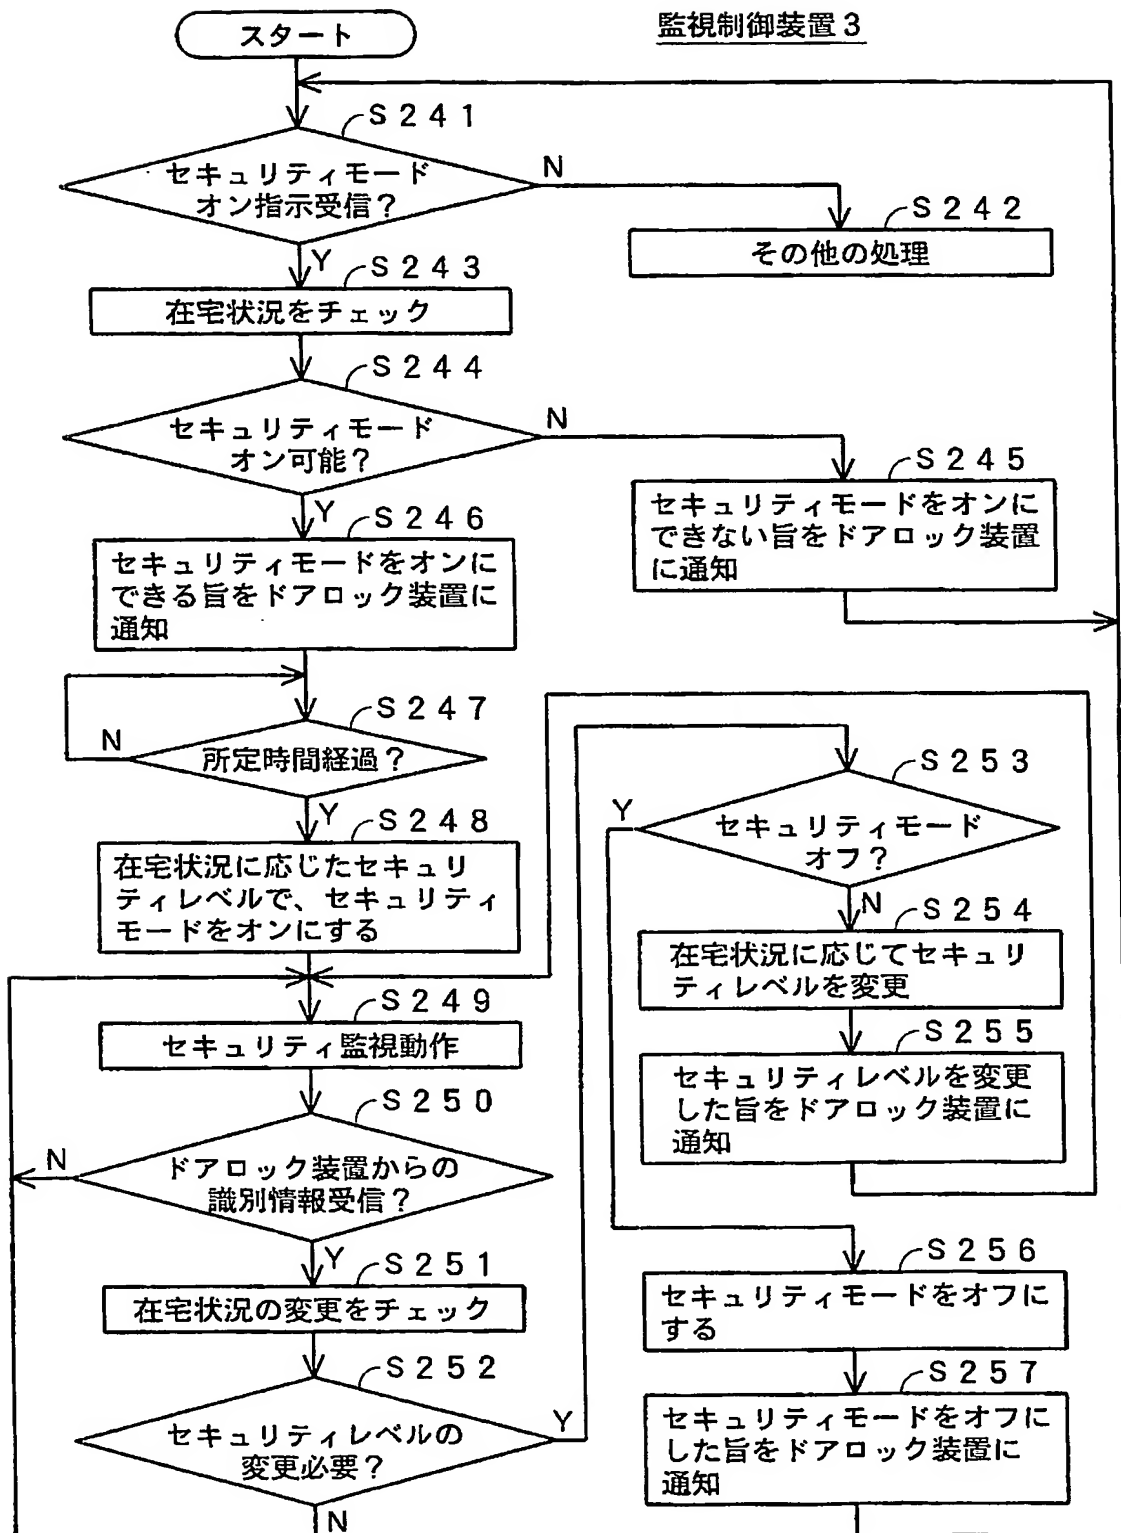 監視制御装置3
スタート
S241
セキュリティモード
オン指示受信?
N
Y
S242
その他の処理
S243
在宅状況をチェック
S244
セキュリティモード
オン可能?
N
Y
S245
セキュリティモードをオンに
できない旨をドアロック装置
に通知
S246
セキュリティモードをオンに
できる旨をドアロック装置に
通知
S247
所定時間経過?
N
Y
S248
在宅状況に応じたセキュリ
ティレベルで、セキュリティ
モードをオンにする
S249
セキュリティ監視動作
S250
ドアロック装置からの
識別情報受信?
N
Y
S251
在宅状況の変更をチェック
S252
セキュリティレベルの
変更必要?
Y
N
S253
セキュリティモード
オフ?
Y
N
S254
在宅状況に応じてセキュリ
ティレベルを変更
S255
セキュリティレベルを変更
した旨をドアロック装置に
通知
S256
セキュリティモードをオフに
する
S257
セキュリティモードをオフに
した旨をドアロック装置に
通知